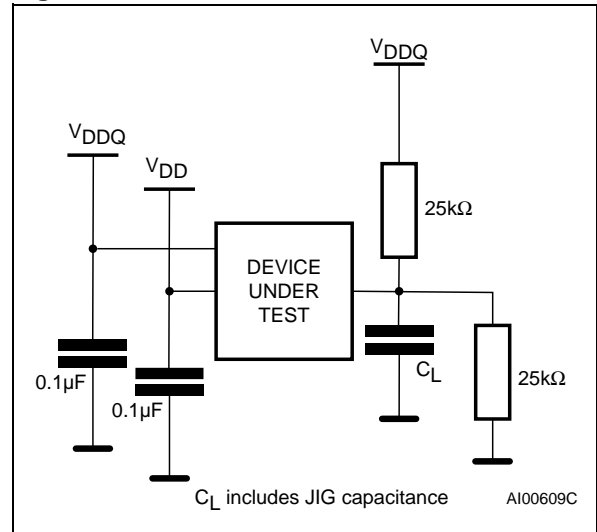 VDDQ
VDDQ
VDD
25kΩ
DEVICE
UNDER
TEST
0.1µF
0.1µF
CL
25kΩ
CL includes JIG capacitance
AI00609C